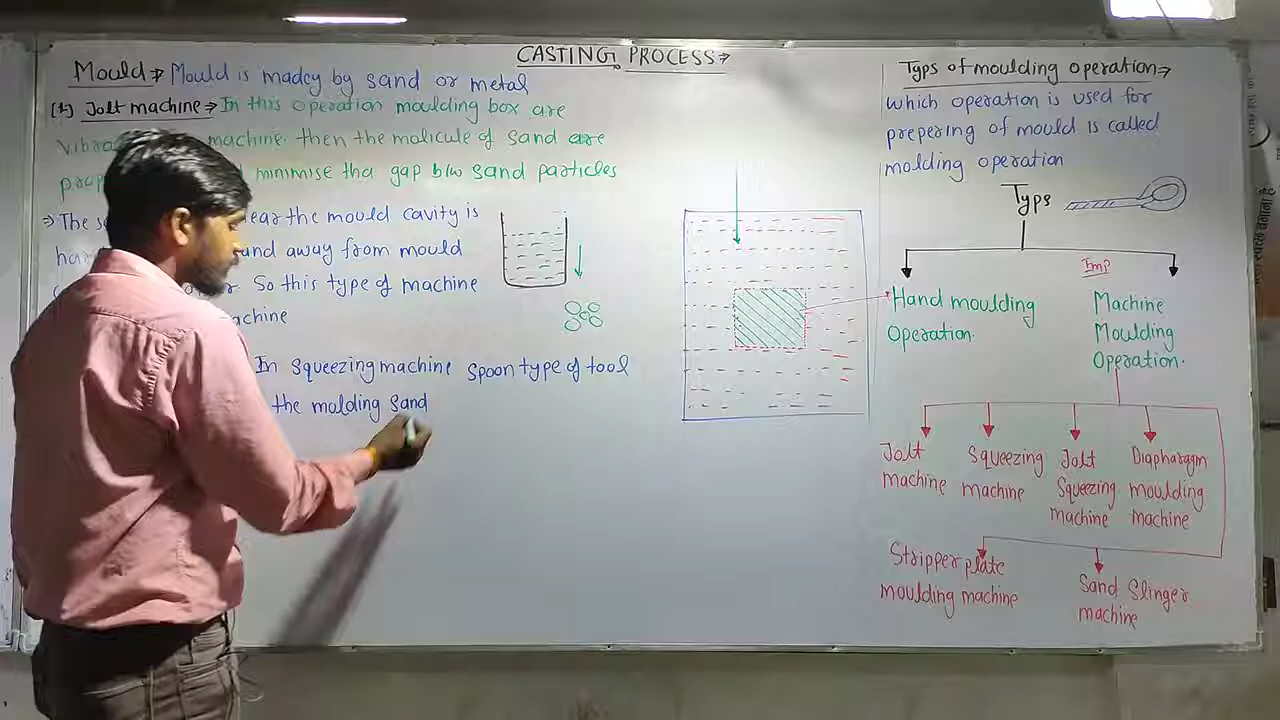 CASTING PROCESS→
Mould→ Mould is madey by sand or metal
(1) Jolt machine→ In this operation moulding box are
machine. then the molicule of sand are
minimise tha gap b/w sand particles
⇒ The the mould cavity is
and away from mould
So this type of machine
machine
In squeezing machine spoon type of tool
the molding sand
Typs of moulding operation→
which operation is used for
prepering of mould is called
molding operation
Typs
Hand moulding
Operation.
Imp
Machine
Moulding
Operation.
Jolt
machine
Squeezing
machine
Jolt
Squeezing
machine
Diapharagm
moulding
machine
Stripper plate
moulding machine
Sand Slinger
machine